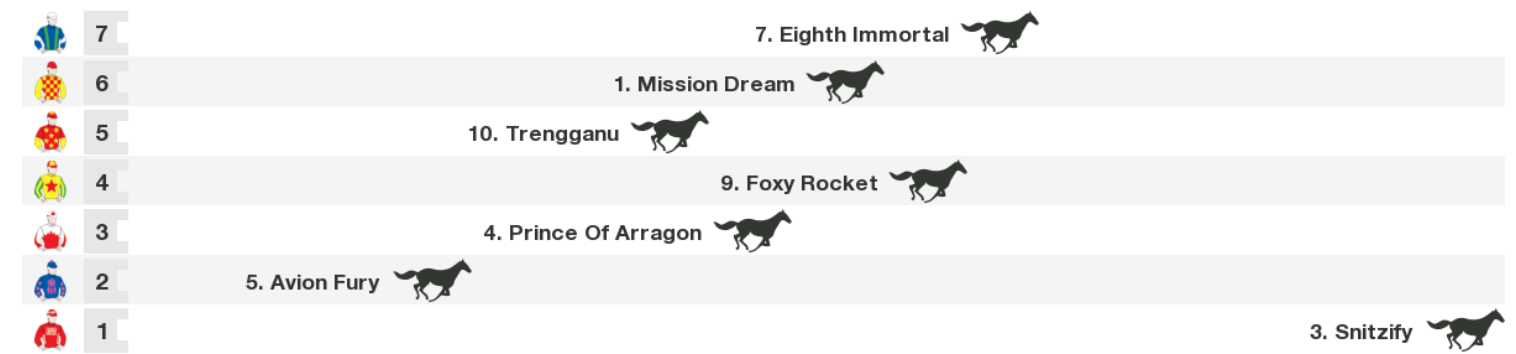 7 7. Eighth Immortal
6 1. Mission Dream
5 10. Trengganu
4 9. Foxy Rocket
3 4. Prince Of Arragon
2 5. Avion Fury
1 3. Snitzify